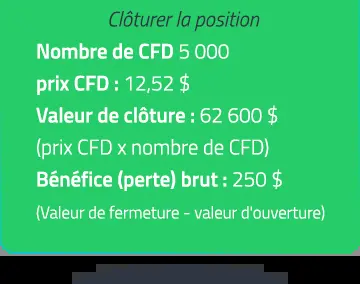 Clôturer la position
Nombre de CFD 5 000
prix CFD : 12,52 $
Valeur de clôture : 62 600 $
(prix CFD x nombre de CFD)
Bénéfice (perte) brut : 250 $
(Valeur de fermeture - valeur d'ouverture)